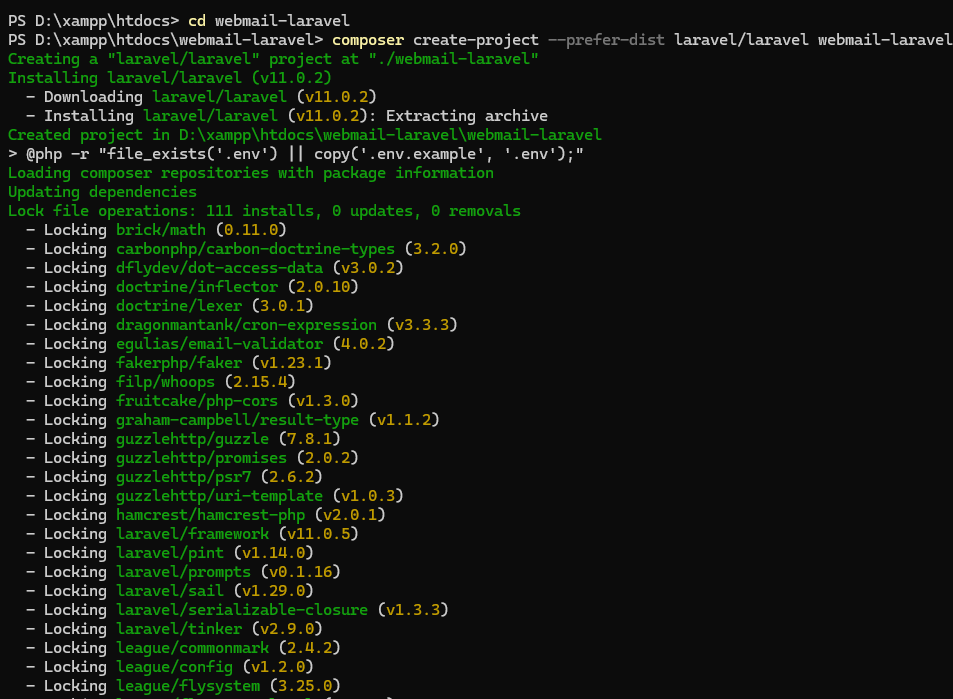 PS D:\xampp\htdocs> cd webmail-laravel
PS D:\xampp\htdocs\webmail-laravel> composer create-project --prefer-dist laravel/laravel webmail-laravel
Creating a "laravel/laravel" project at "./webmail-laravel"
Installing laravel/laravel (v11.0.2)
  - Downloading laravel/laravel (v11.0.2)
  - Installing laravel/laravel (v11.0.2): Extracting archive
Created project in D:\xampp\htdocs\webmail-laravel\webmail-laravel
> @php -r "file_exists('.env') || copy('.env.example', '.env');"
Loading composer repositories with package information
Updating dependencies
Lock file operations: 111 installs, 0 updates, 0 removals
  - Locking brick/math (0.11.0)
  - Locking carbonphp/carbon-doctrine-types (3.2.0)
  - Locking dflydev/dot-access-data (v3.0.2)
  - Locking doctrine/inflector (2.0.10)
  - Locking doctrine/lexer (3.0.1)
  - Locking dragonmantank/cron-expression (v3.3.3)
  - Locking egulias/email-validator (4.0.2)
  - Locking fakerphp/faker (v1.23.1)
  - Locking filp/whoops (2.15.4)
  - Locking fruitcake/php-cors (v1.3.0)
  - Locking graham-campbell/result-type (v1.1.2)
  - Locking guzzlehttp/guzzle (7.8.1)
  - Locking guzzlehttp/promises (2.0.2)
  - Locking guzzlehttp/psr7 (2.6.2)
  - Locking guzzlehttp/uri-template (v1.0.3)
  - Locking hamcrest/hamcrest-php (v2.0.1)
  - Locking laravel/framework (v11.0.5)
  - Locking laravel/pint (v1.14.0)
  - Locking laravel/prompts (v0.1.16)
  - Locking laravel/sail (v1.29.0)
  - Locking laravel/serializable-closure (v1.3.3)
  - Locking laravel/tinker (v2.9.0)
  - Locking league/commonmark (2.4.2)
  - Locking league/config (v1.2.0)
  - Locking league/flysystem (3.25.0)